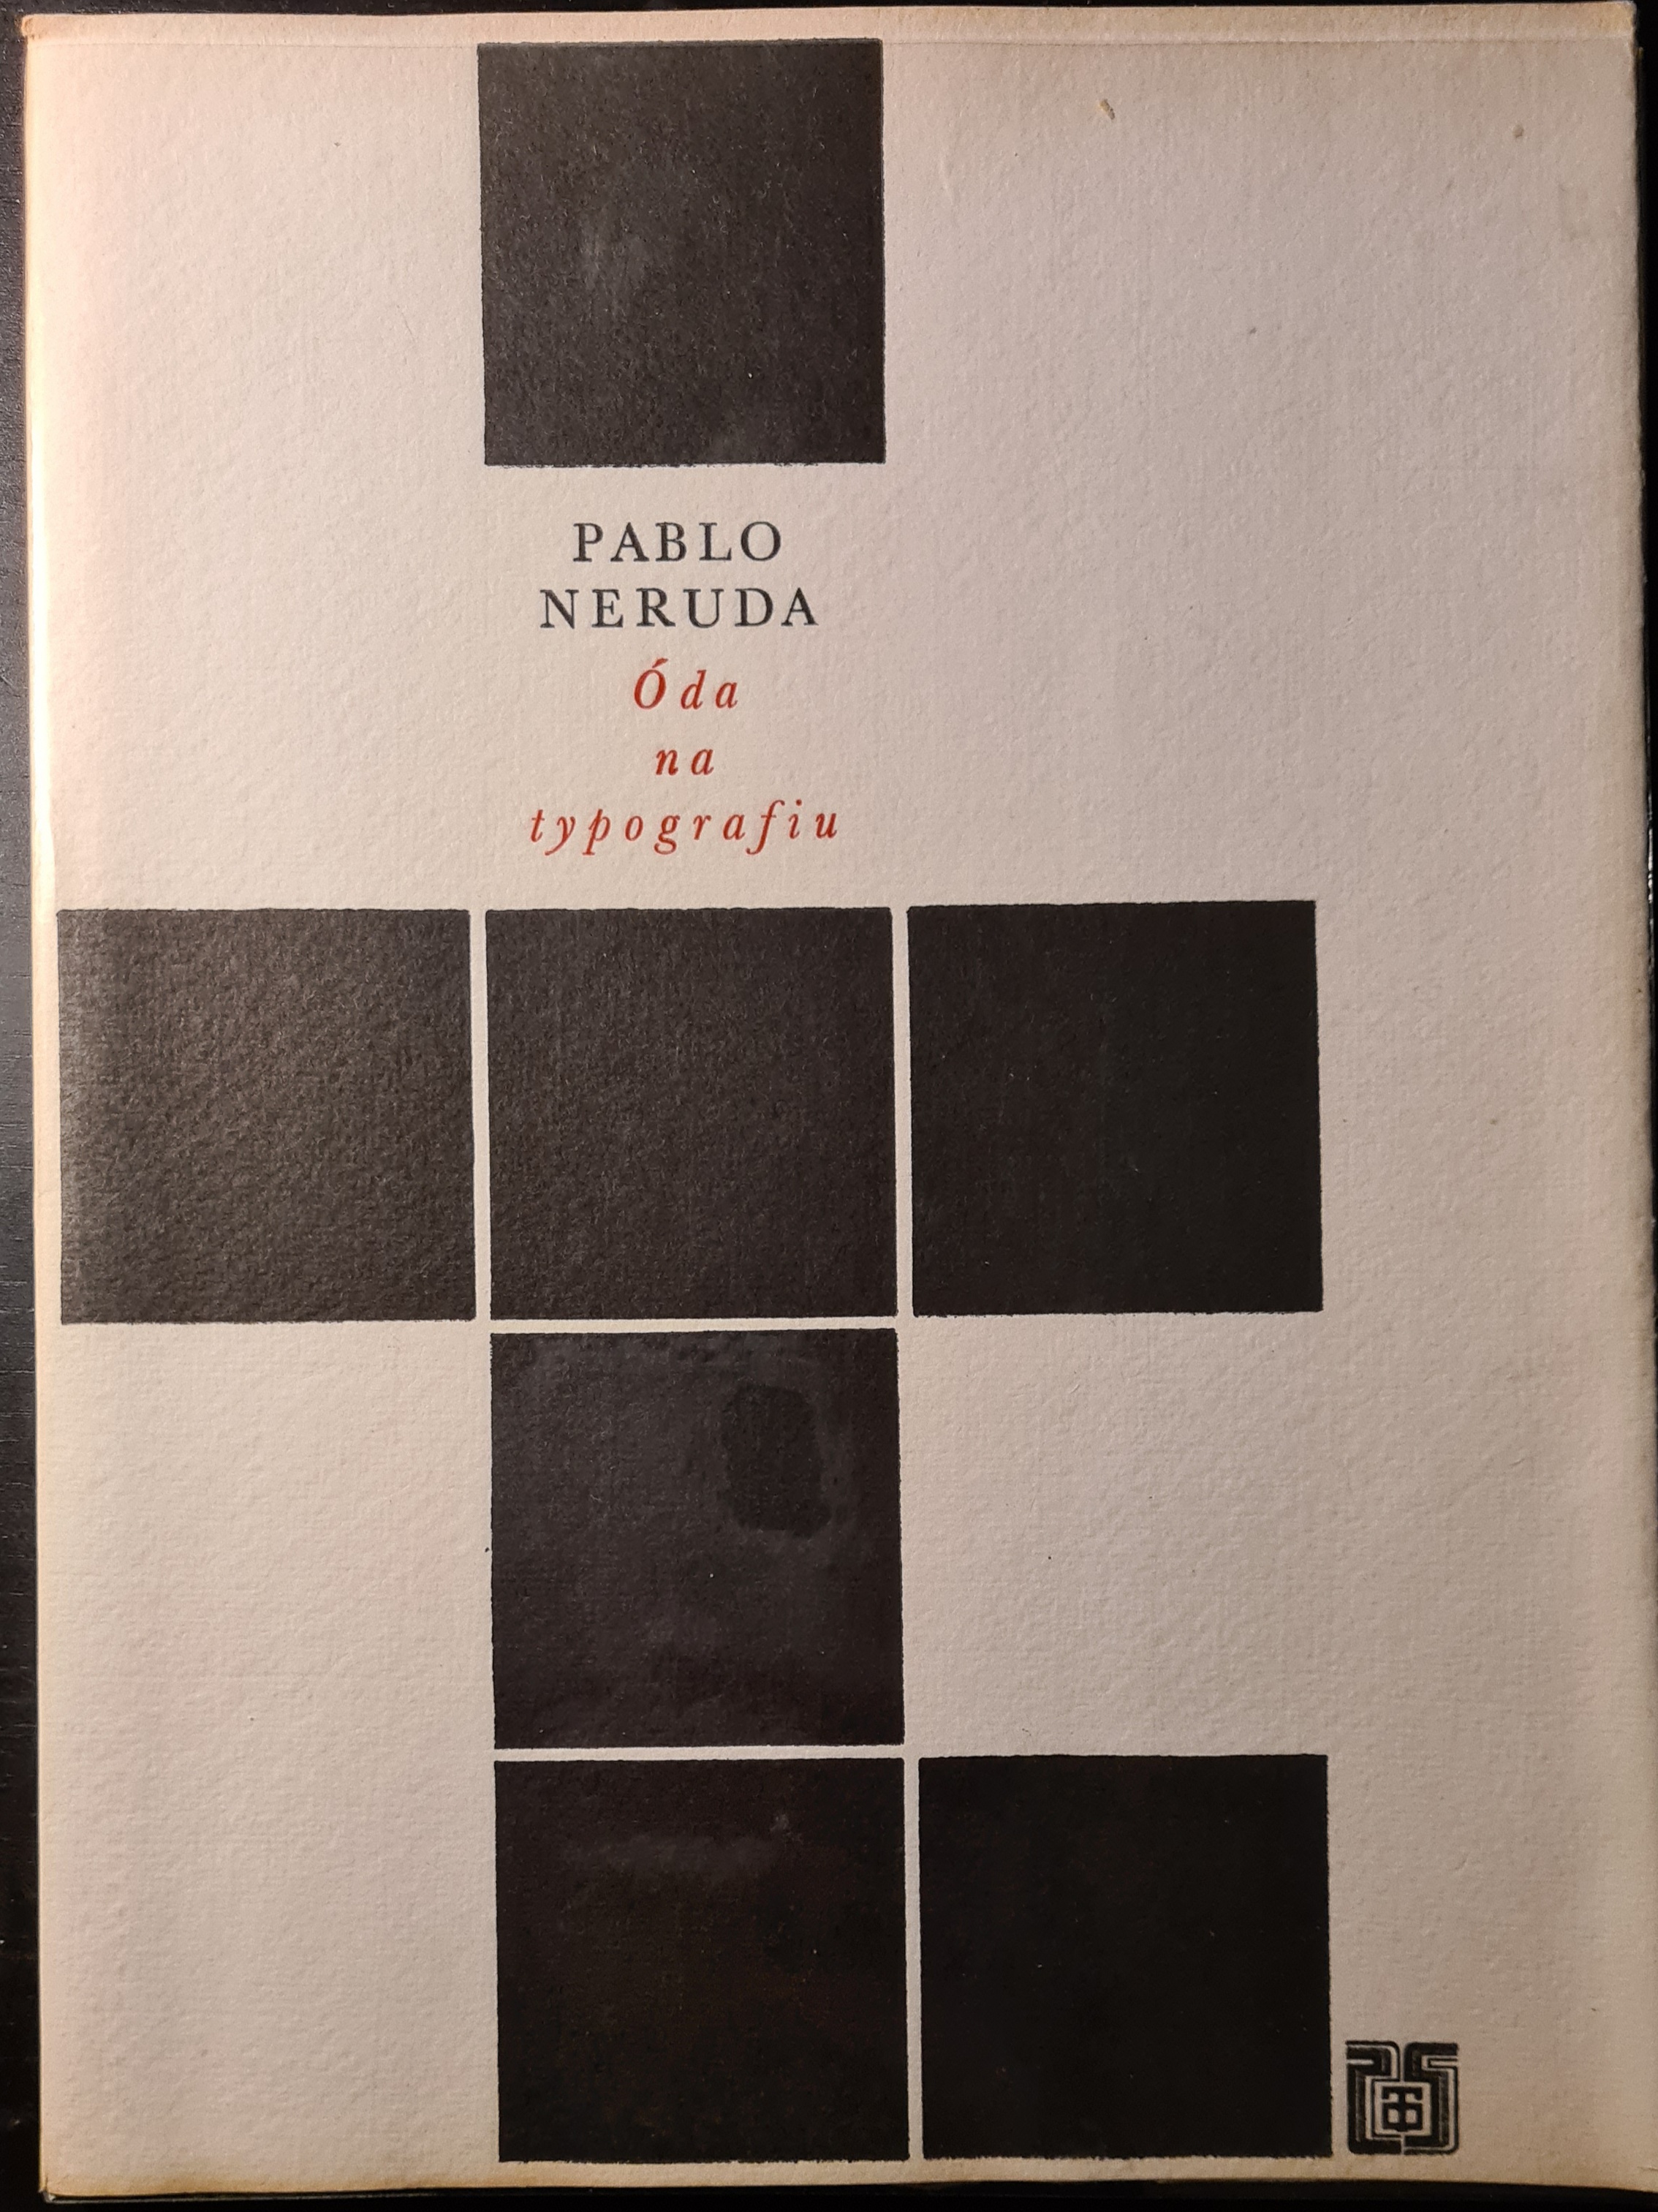 PABLO
NERUDA
Óda
na
typografiu